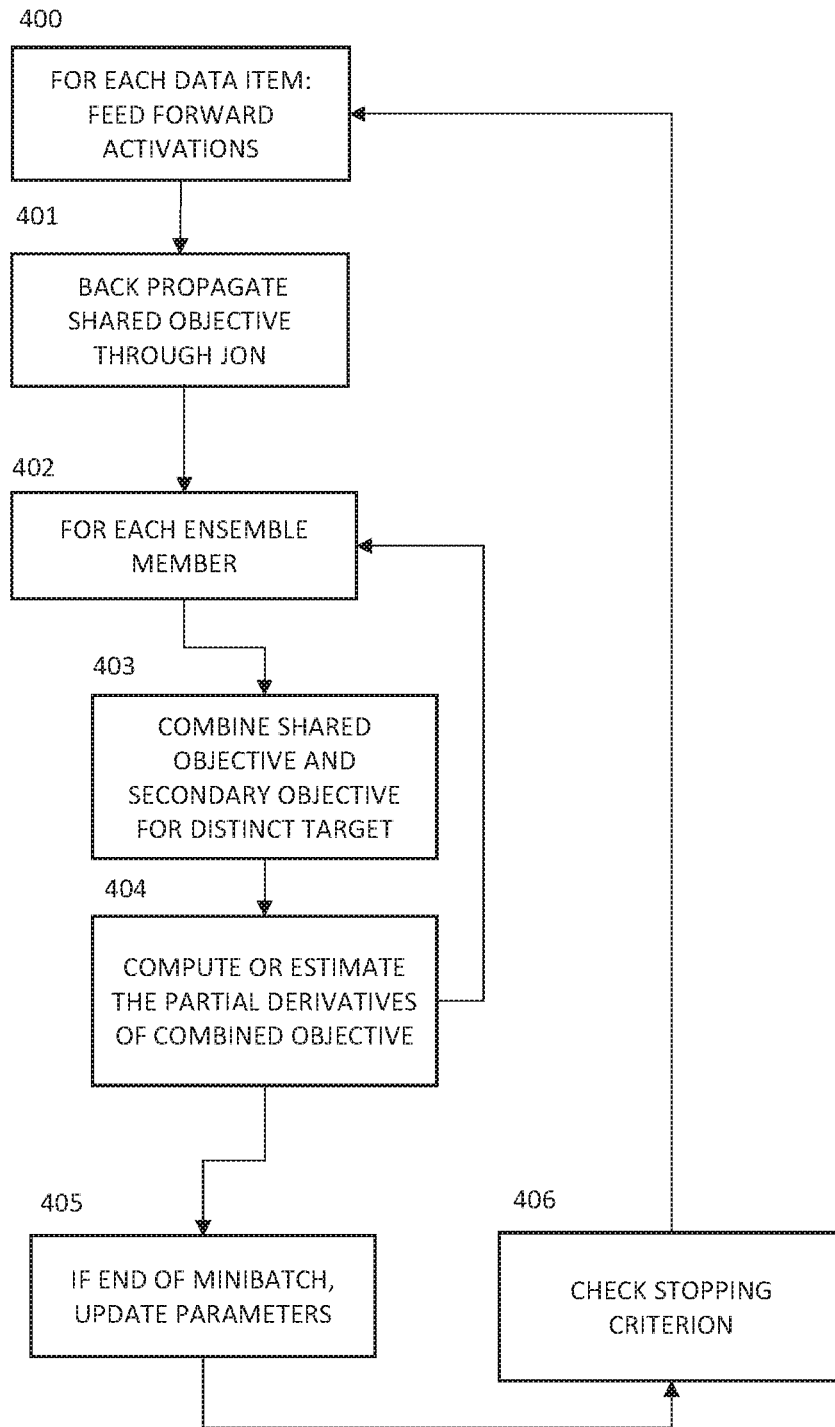 400
FOR EACH DATA ITEM:
FEED FORWARD
ACTIVATIONS
401
BACK PROPAGATE
SHARED OBJECTIVE
THROUGH JON
402
FOR EACH ENSEMBLE
MEMBER
403
COMBINE SHARED
OBJECTIVE AND
SECONDARY OBJECTIVE
FOR DISTINCT TARGET
404
COMPUTE OR ESTIMATE
THE PARTIAL DERIVATIVES
OF COMBINED OBJECTIVE
405
IF END OF MINIBATCH,
UPDATE PARAMETERS
406
CHECK STOPPING
CRITERION